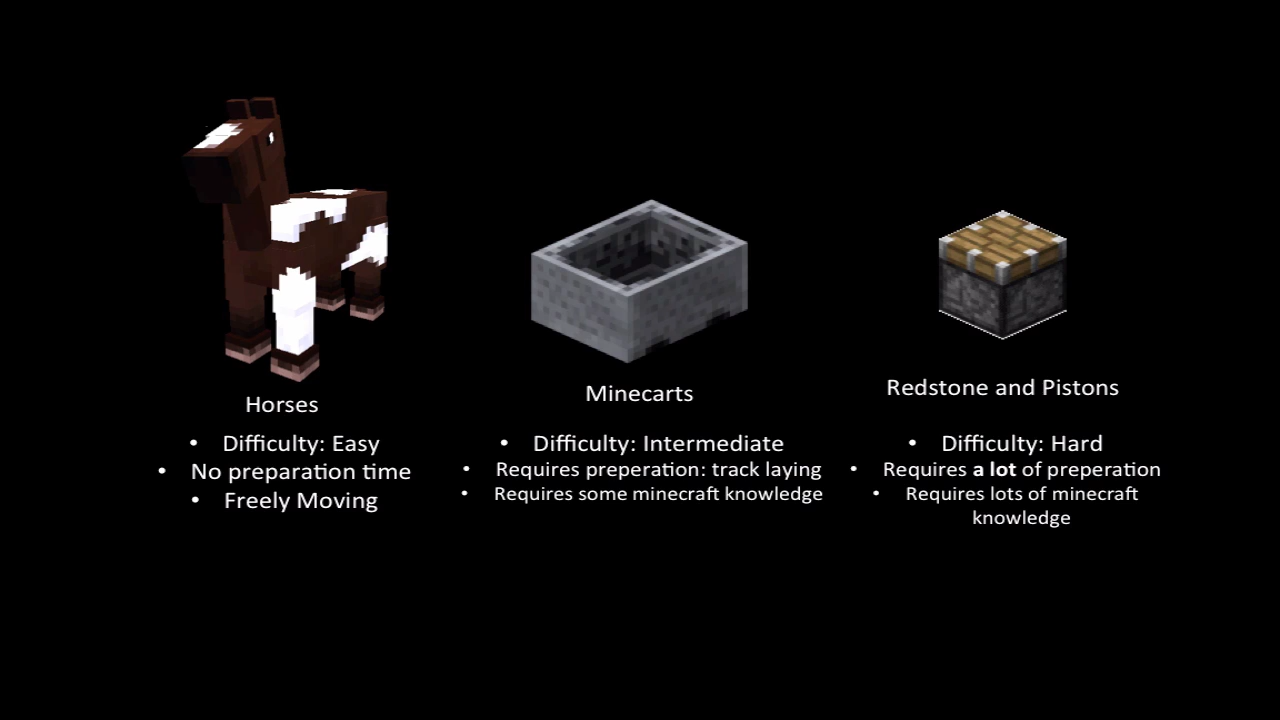 Horses
• Difficulty: Easy
• No preparation time
• Freely Moving
Minecarts
• Difficulty: Intermediate
• Requires preperation: track laying
• Requires some minecraft knowledge
Redstone and Pistons
• Difficulty: Hard
• Requires a lot of preperation
• Requires lots of minecraft
knowledge